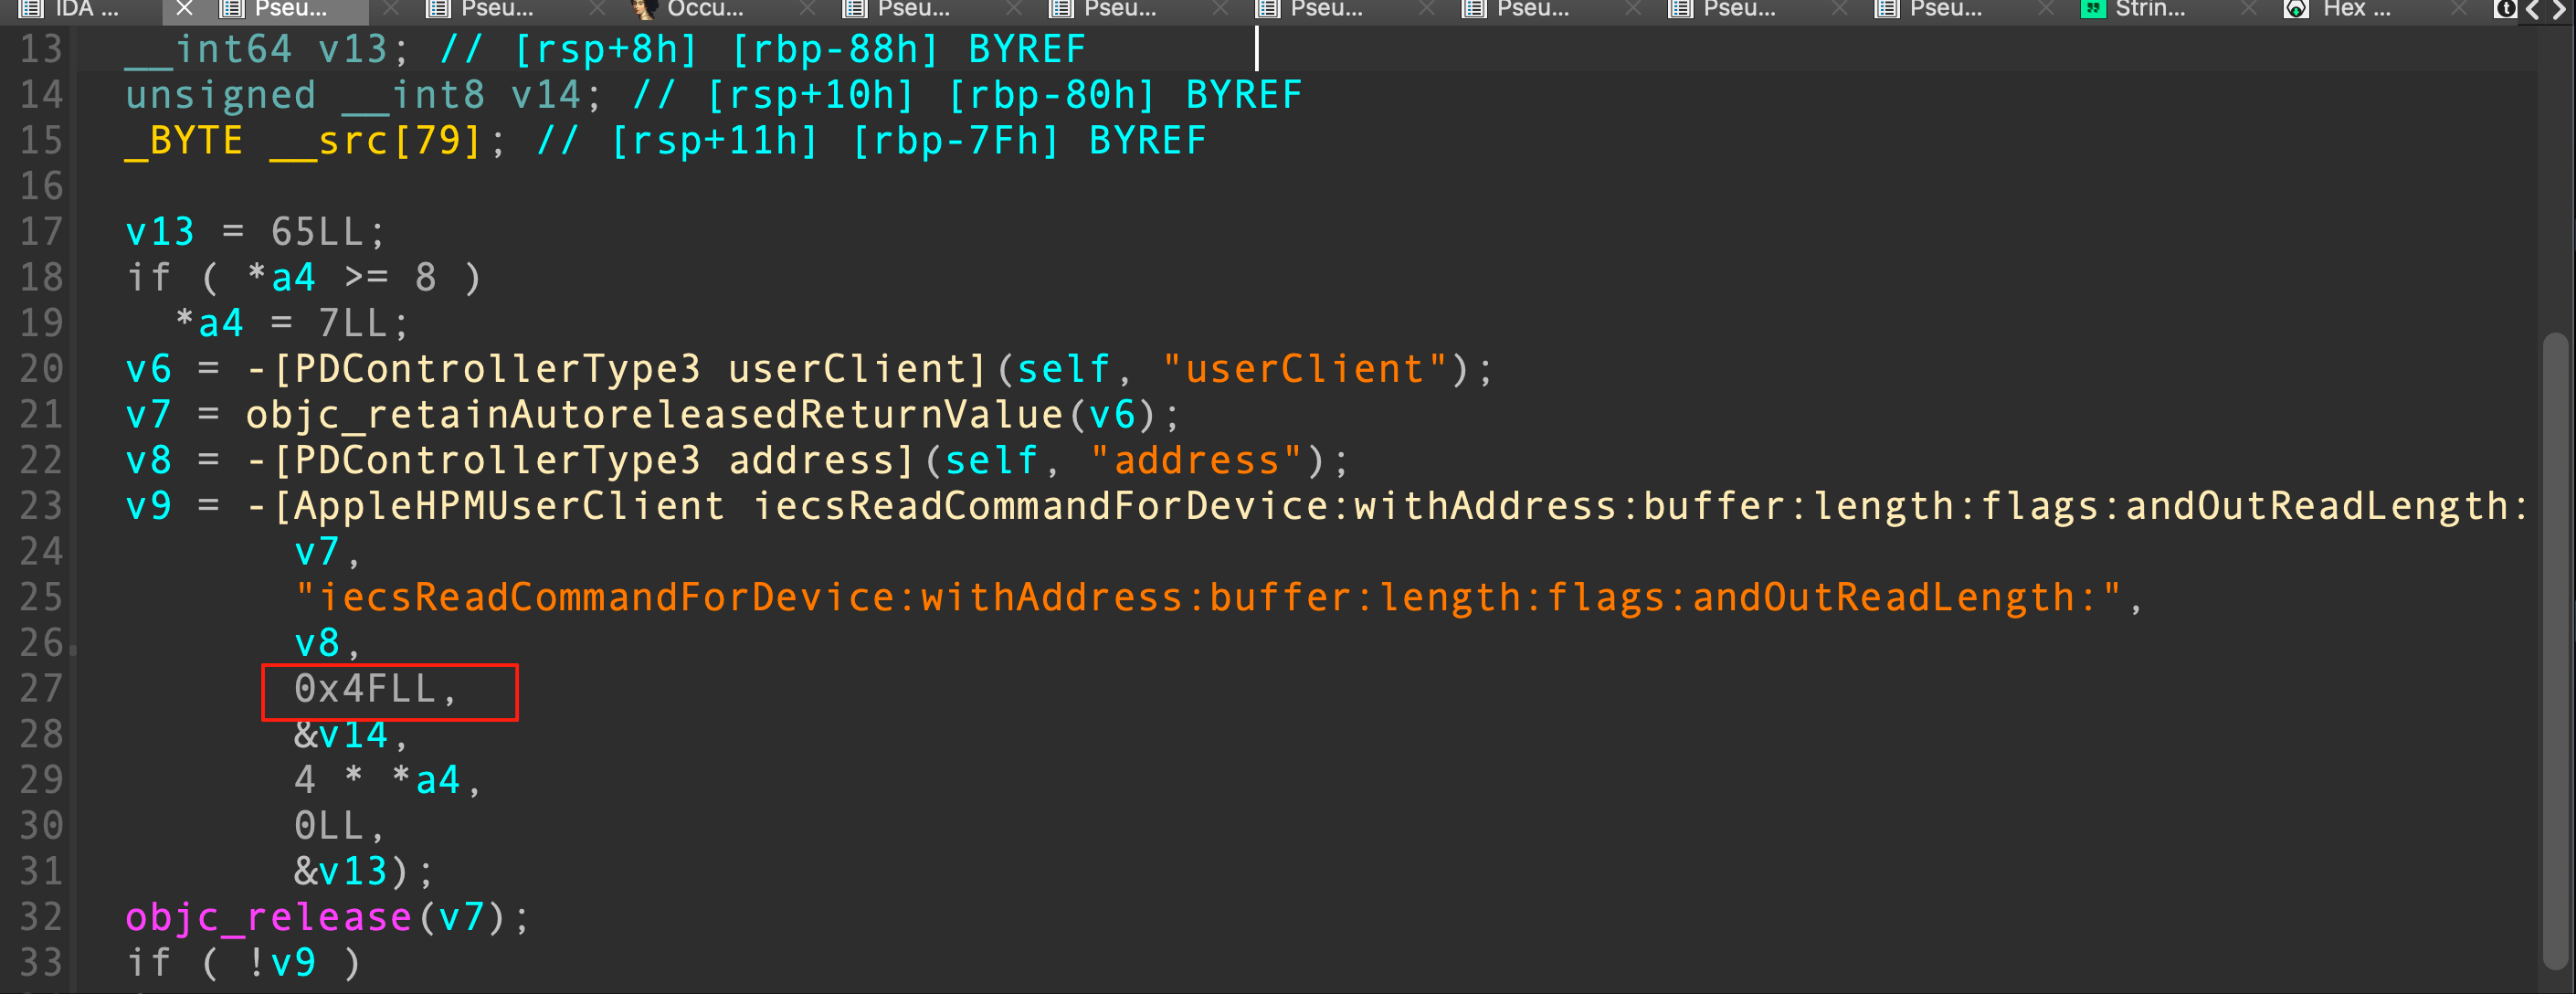 IDA ... Pseu... Pseu... Occu... Pseu... Pseu... Pseu... Pseu... Pseu... Pseu... Strin... Hex ...
13 __int64 v13; // [rsp+8h] [rbp-88h] BYREF
14 unsigned __int8 v14; // [rsp+10h] [rbp-80h] BYREF
15 _BYTE __src[79]; // [rsp+11h] [rbp-7Fh] BYREF
16
17 v13 = 65LL;
18 if ( *a4 >= 8 )
19 *a4 = 7LL;
20 v6 = -[PDControllerType3 userClient](self, "userClient");
21 v7 = objc_retainAutoreleasedReturnValue(v6);
22 v8 = -[PDControllerType3 address](self, "address");
23 v9 = -[AppleHPMUserClient iecsReadCommandForDevice:withAddress:buffer:length:flags:andOutReadLength:
24 v7,
25 "iecsReadCommandForDevice:withAddress:buffer:length:flags:andOutReadLength:",
26 v8,
27 0x4FLL,
28 &v14,
29 4 * *a4,
30 0LL,
31 &v13);
32 objc_release(v7);
33 if ( !v9 )